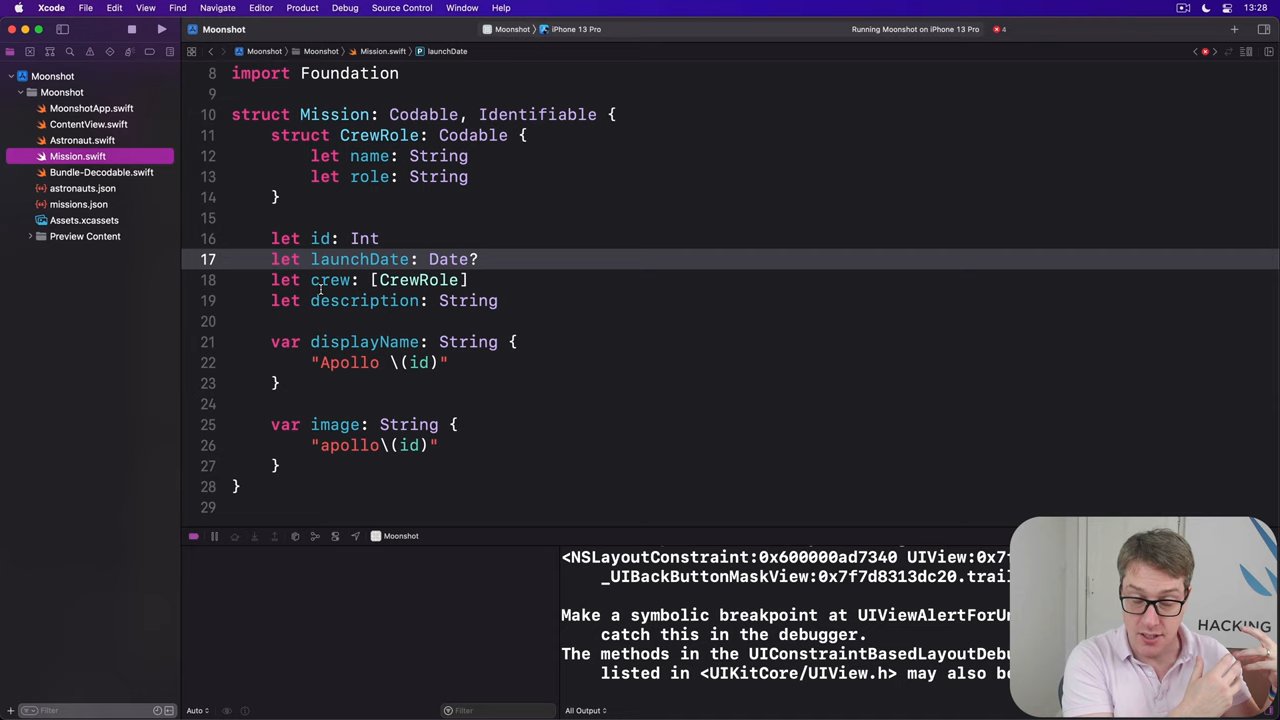 Xcode File Edit View Find Navigate Editor Product Debug Source Control Window Help 13:28
Moonshot Moonshot iPhone 13 Pro Running Moonshot on iPhone 13 Pro 4
Moonshot Moonshot Mission.swift launchDate
Moonshot
Moonshot
MoonshotApp.swift
ContentView.swift
Astronaut.swift
Mission.swift
Bundle-Decodable.swift
astronauts.json
missions.json
Assets.xcassets
Preview Content
8 import Foundation
9
10 struct Mission: Codable, Identifiable {
11 struct CrewRole: Codable {
12 let name: String
13 let role: String
14 }
15
16 let id: Int
17 let launchDate: Date?
18 let crew: [CrewRole]
19 let description: String
20
21 var displayName: String {
22 "Apollo \(id)"
23 }
24
25 var image: String {
26 "apollo\(id)"
27 }
28 }
29
Moonshot
<NSLayoutConstraint:0x600000ad7340 UIView:0x7
_UIBackButtonMaskView:0x7f7d8313dc20.trai
Make a symbolic breakpoint at UIViewAlertForUn
catch this in the debugger.
The methods in the UIConstraintBasedLayoutDebu
listed in <UIKitCore/UIView.h> may also be
HACKING
Filter Auto Filter All Output